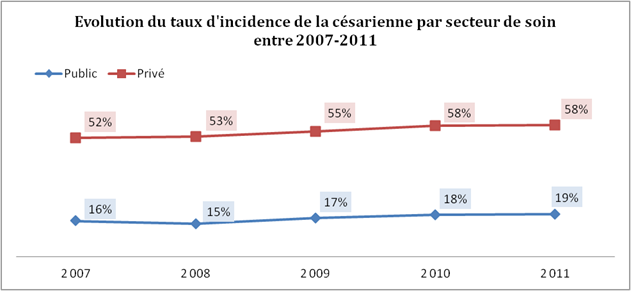 Evolution du taux d'incidence de la césarienne par secteur de soin
entre 2007-2011
Public Privé
52% 53% 55% 58% 58%
16% 15% 17% 18% 19%
2007 2008 2009 2010 2011